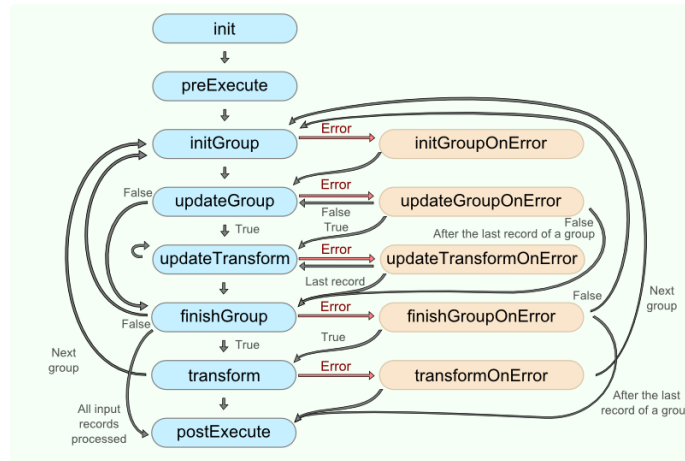 init
preExecute
Error
initGroup
initGroupOnError
Error
False
updateGroup
updateGroupOnError
False
True
True
False
After the last record of a group
Error
updateTransform
updateTransformOnError
Last record
False
Next
group
finishGroup
Error
finishGroupOnError
False
True
True
Next
group
Error
transform
transformOnError
All input
records
processed
After the last
record of a grou
postExecute